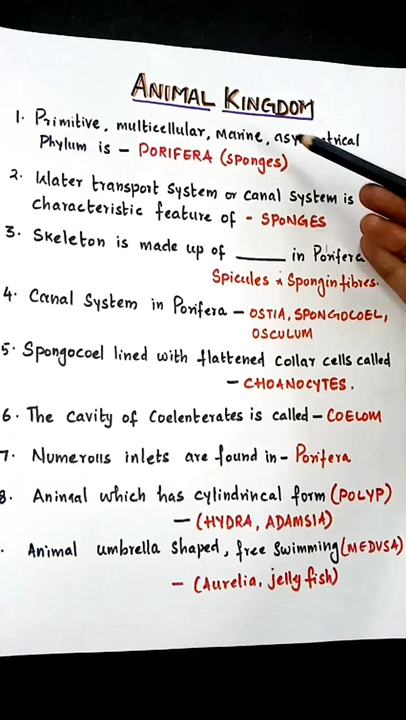 ANIMAL KINGDOM
1. Primitive, multicellular, marine, asymmetrical
Phylum is - PORIFERA (Sponges)
2. Water transport System or Canal System is
characteristic feature of - SPONGES
3. Skeleton is made up of ______ in Porifera
Spicules & Spongin fibres.
4. Canal System in Porifera - OSTIA, SPONGOCOEL,
OSCULUM
5. Spongocoel lined with flattened collar cells called
- CHOANOCYTES.
6. The Cavity of Coelenterates is called - COELOM
7. Numerous inlets are found in - Porifera
8. Animal which has cylindrincal form (POLYP)
- (HYDRA, ADAMSIA)
. Animal umbrella shaped, free swimming (MEDUSA)
- (Aurelia, jelly fish)